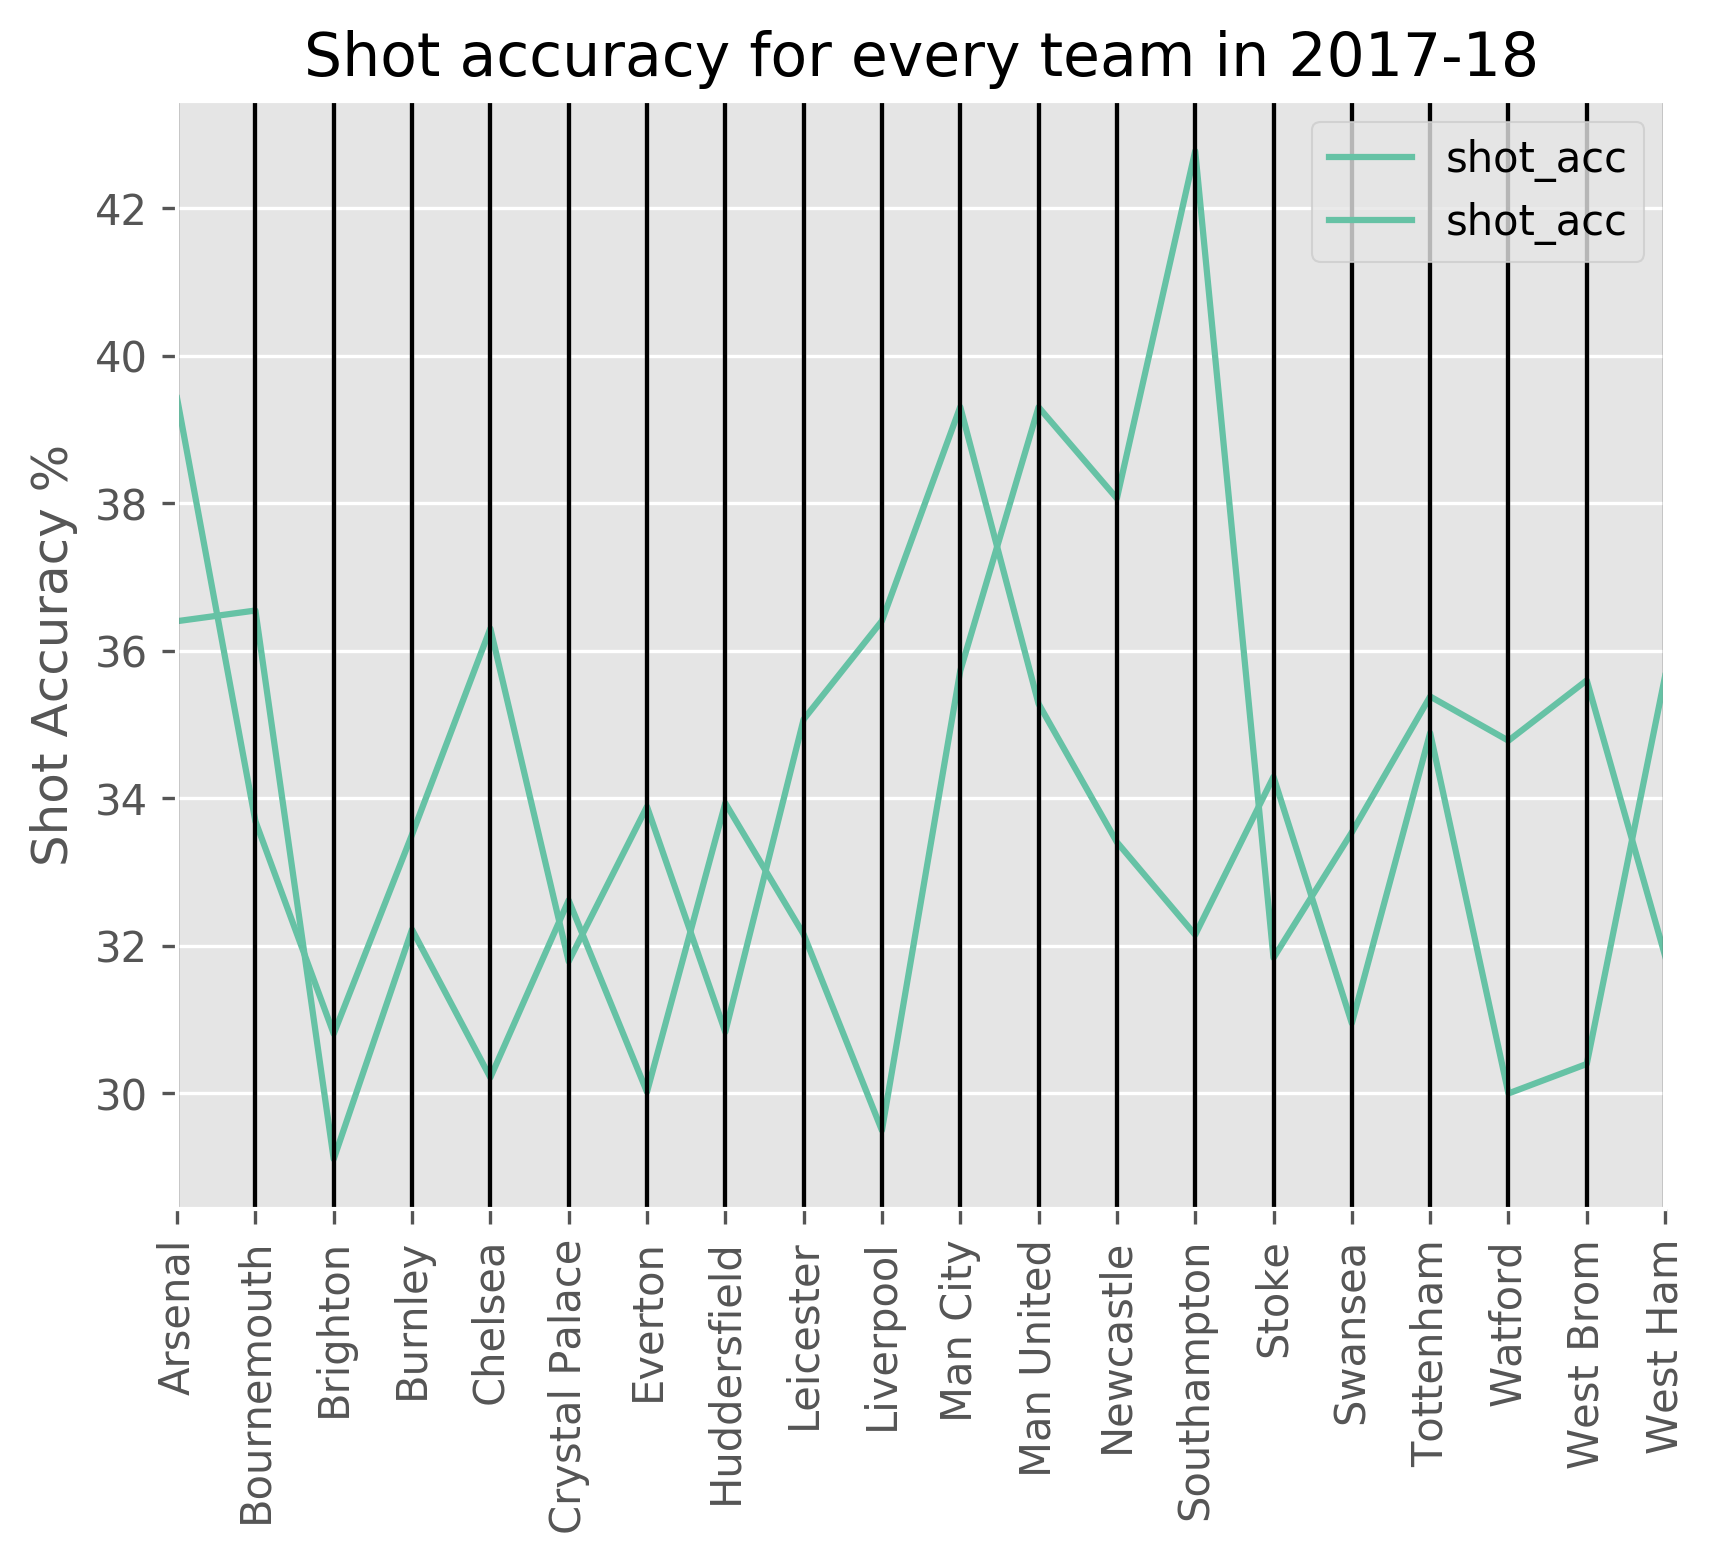 Shot accuracy for every team in 2017-18
shot_acc
shot_acc
Shot Accuracy %
42
40
38
36
34
32
30
Arsenal
Bournemouth
Brighton
Burnley
Chelsea
Crystal Palace
Everton
Huddersfield
Leicester
Liverpool
Man City
Man United
Newcastle
Southampton
Stoke
Swansea
Tottenham
Watford
West Brom
West Ham